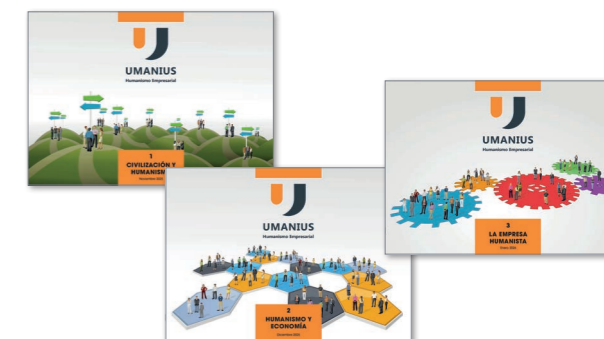 UMANIUS
Humanismo Empresarial
1
CIVILIZACIÓN Y
HUMANISM
UMANIUS
Humanismo Empresarial
2
HUMANISMO Y
ECONOMÍA
UMANIUS
Humanismo Empresarial
3
LA EMPRESA
HUMANISTA